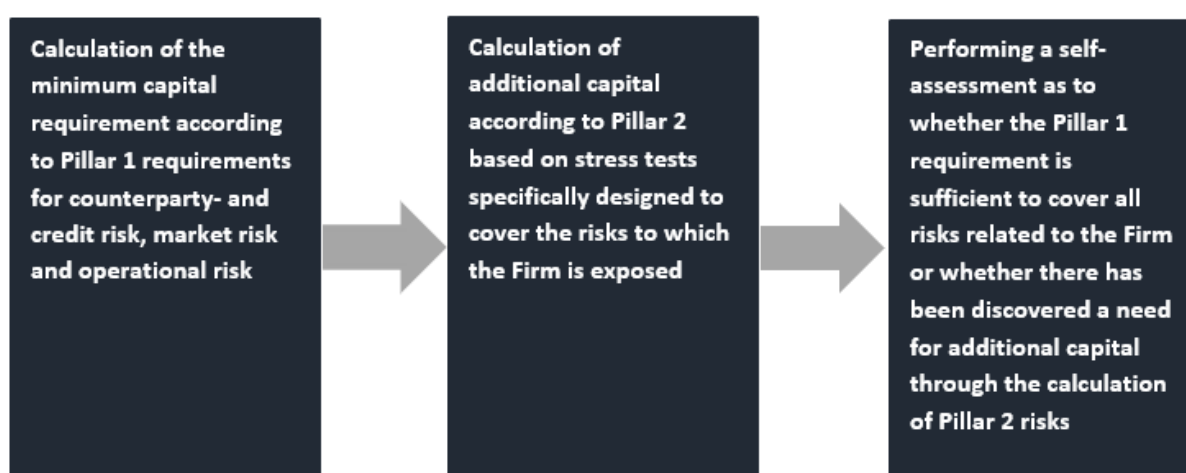 Calculation of the
minimum capital
requirement according
to Pillar 1 requirements
for counterparty- and
credit risk, market risk
and operational risk
Calculation of
additional capital
according to Pillar 2
based on stress tests
specifically designed to
cover the risks to which
the Firm is exposed
Performing a self-
assessment as to
whether the Pillar 1
requirement is
sufficient to cover all
risks related to the Firm
or whether there has
been discovered a need
for additional capital
through the calculation
of Pillar 2 risks